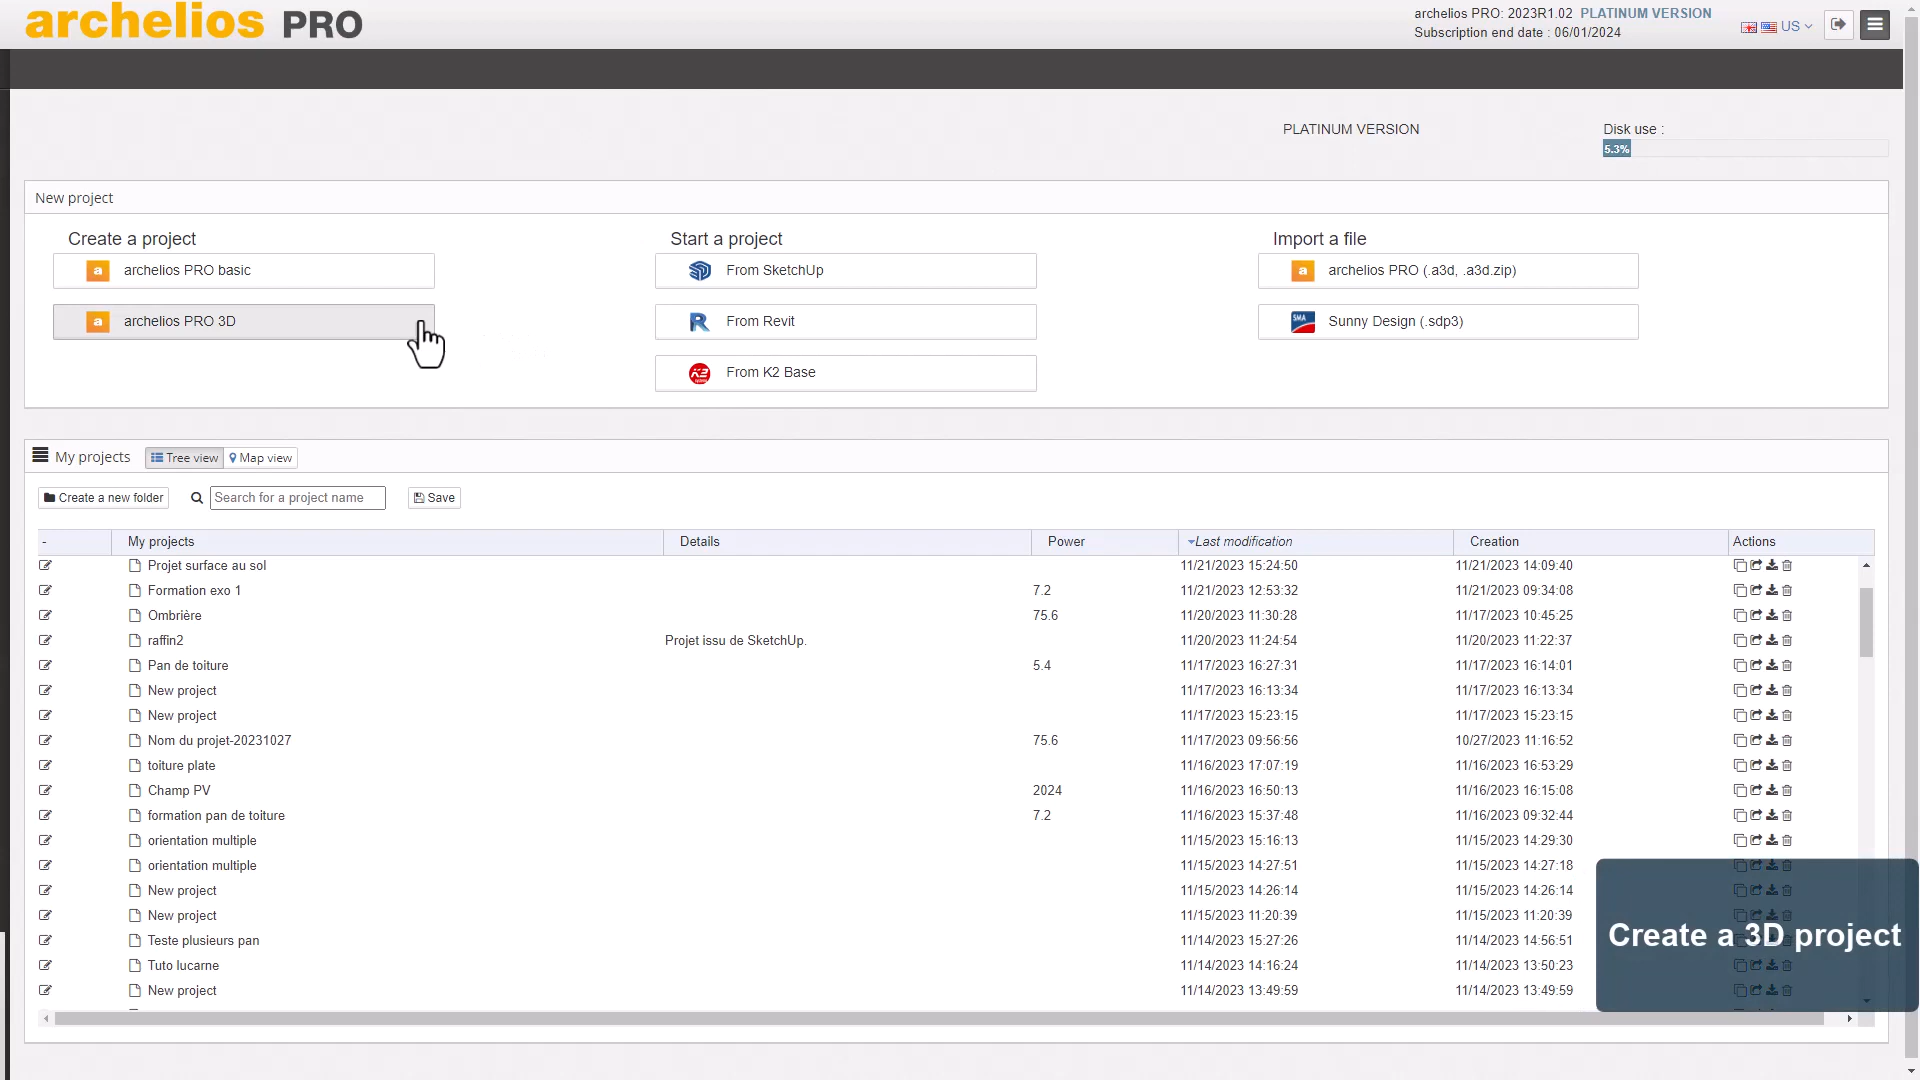 archelios PRO
archelios PRO: 2023R1.02 PLATINUM VERSION
Subscription end date : 06/01/2024
US
PLATINUM VERSION
Disk use :
5.3%
New project
Create a project
Start a project
Import a file
a archelios PRO basic
From SketchUp
a archelios PRO (.a3d, .a3d.zip)
a archelios PRO 3D
R From Revit
SMA Sunny Design (.sdp3)
K2 From K2 Base
My projects Tree view Map view
Create a new folder Search for a project name Save
- My projects Details Power Last modification Creation Actions
Projet surface au sol 11/21/2023 15:24:50 11/21/2023 14:09:40
Formation exo 1 7.2 11/21/2023 12:53:32 11/21/2023 09:34:08
Ombrière 75.6 11/20/2023 11:30:28 11/17/2023 10:45:25
raffin2 Projet issu de SketchUp. 11/20/2023 11:24:54 11/20/2023 11:22:37
Pan de toiture 5.4 11/17/2023 16:27:31 11/17/2023 16:14:01
New project 11/17/2023 16:13:34 11/17/2023 16:13:34
New project 11/17/2023 15:23:15 11/17/2023 15:23:15
Nom du projet-20231027 75.6 11/17/2023 09:56:56 10/27/2023 11:16:52
toiture plate 11/16/2023 17:07:19 11/16/2023 16:53:29
Champ PV 2024 11/16/2023 16:50:13 11/16/2023 16:15:08
formation pan de toiture 7.2 11/16/2023 15:37:48 11/16/2023 09:32:44
orientation multiple 11/15/2023 15:16:13 11/15/2023 14:29:30
orientation multiple 11/15/2023 14:27:51 11/15/2023 14:27:18
New project 11/15/2023 14:26:14 11/15/2023 14:26:14
New project 11/15/2023 11:20:39 11/15/2023 11:20:39
Teste plusieurs pan 11/14/2023 15:27:26 11/14/2023 14:56:51
Tuto lucarne 11/14/2023 14:16:24 11/14/2023 13:50:23
New project 11/14/2023 13:49:59 11/14/2023 13:49:59
Create a 3D project